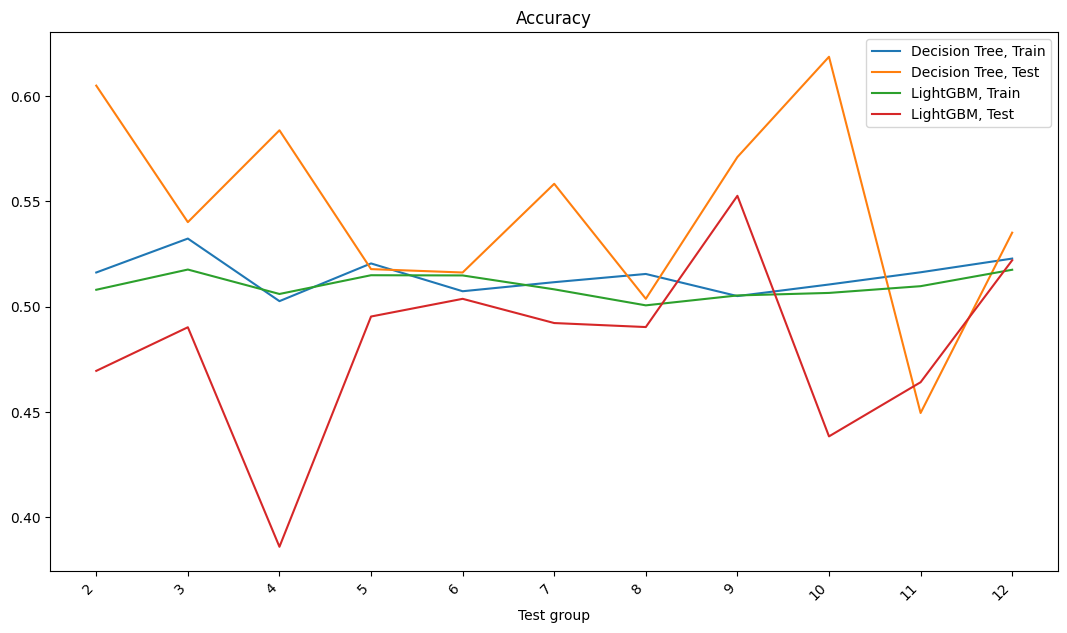 Accuracy
Decision Tree, Train
Decision Tree, Test
LightGBM, Train
LightGBM, Test
0.60
0.55
0.50
0.45
0.40
2
3
4
5
6
7
8
9
10
11
12
Test group